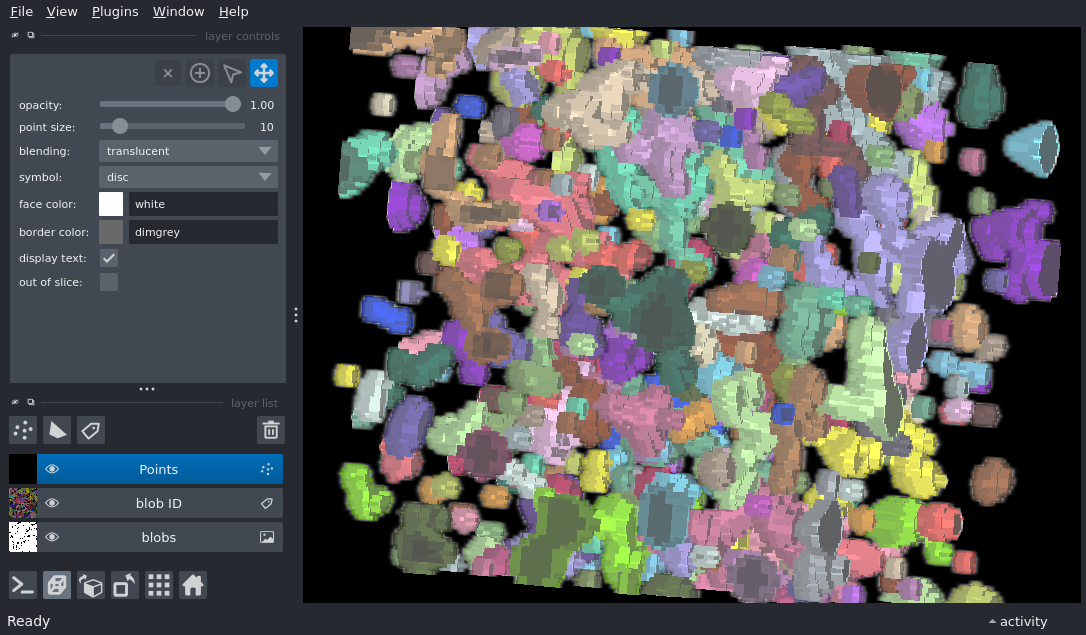 File View Plugins Window Help
layer controls
opacity: 1.00
point size: 10
blending: translucent
symbol: disc
face color: white
border color: dimgrey
display text:
out of slice:
layer list
Points
blob ID
blobs
Ready activity